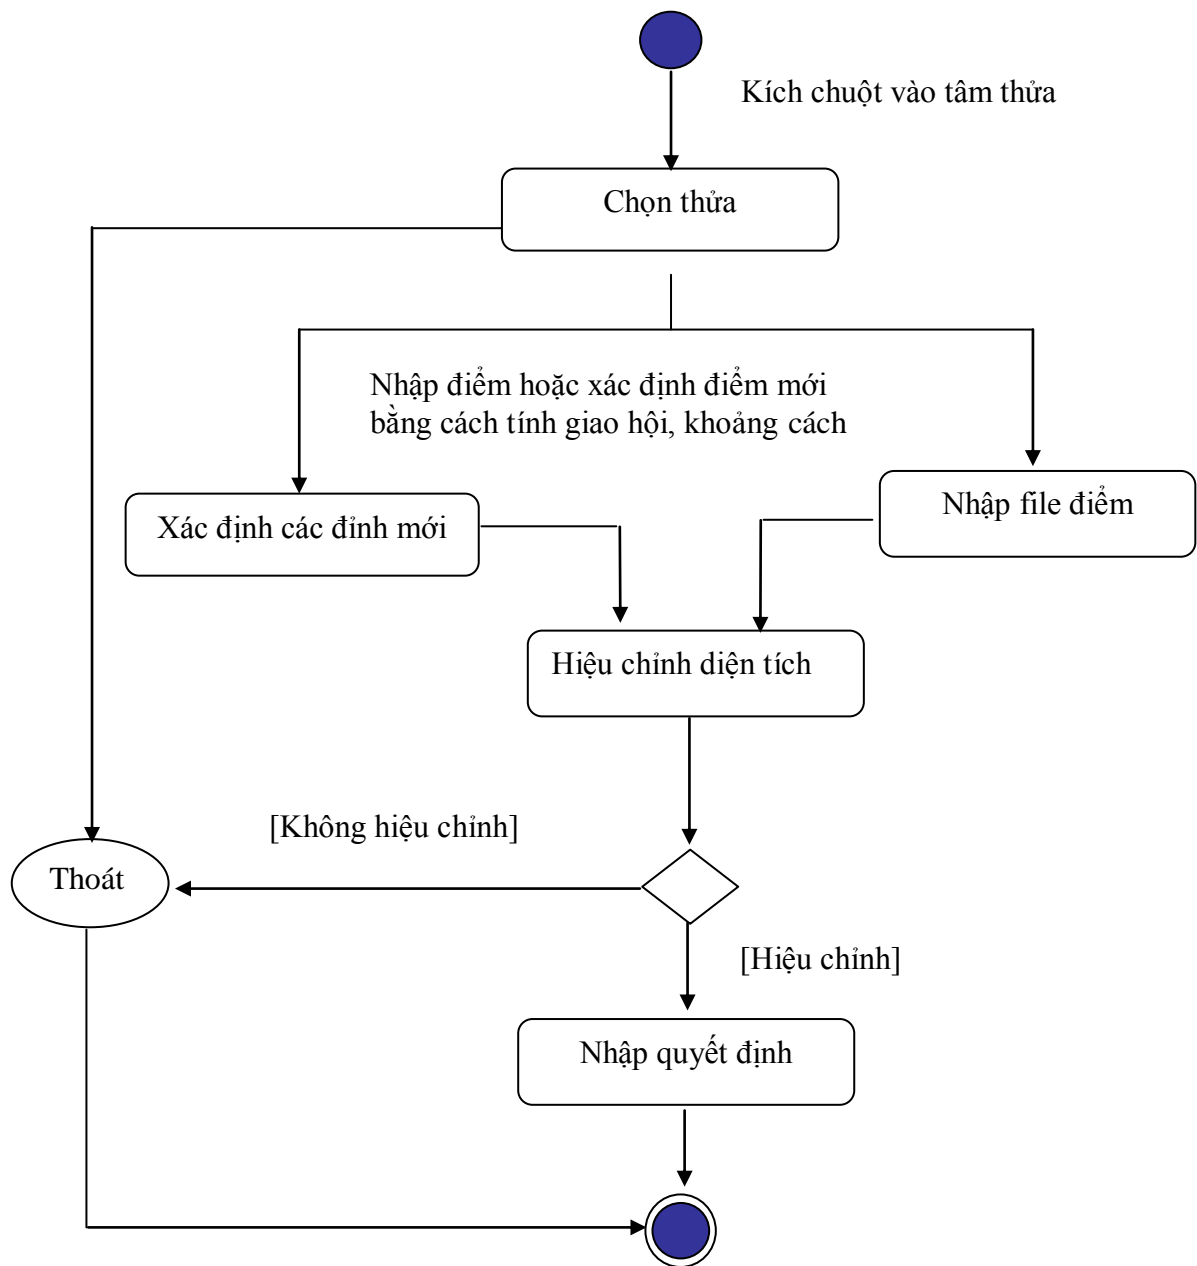 Kích chuột vào tâm thửa
Chọn thửa
Nhập điểm hoặc xác định điểm mới
bằng cách tính giao hội, khoảng cách
Xác định các đỉnh mới
Nhập file điểm
Hiệu chỉnh diện tích
[Không hiệu chỉnh]
Thoát
[Hiệu chỉnh]
Nhập quyết định